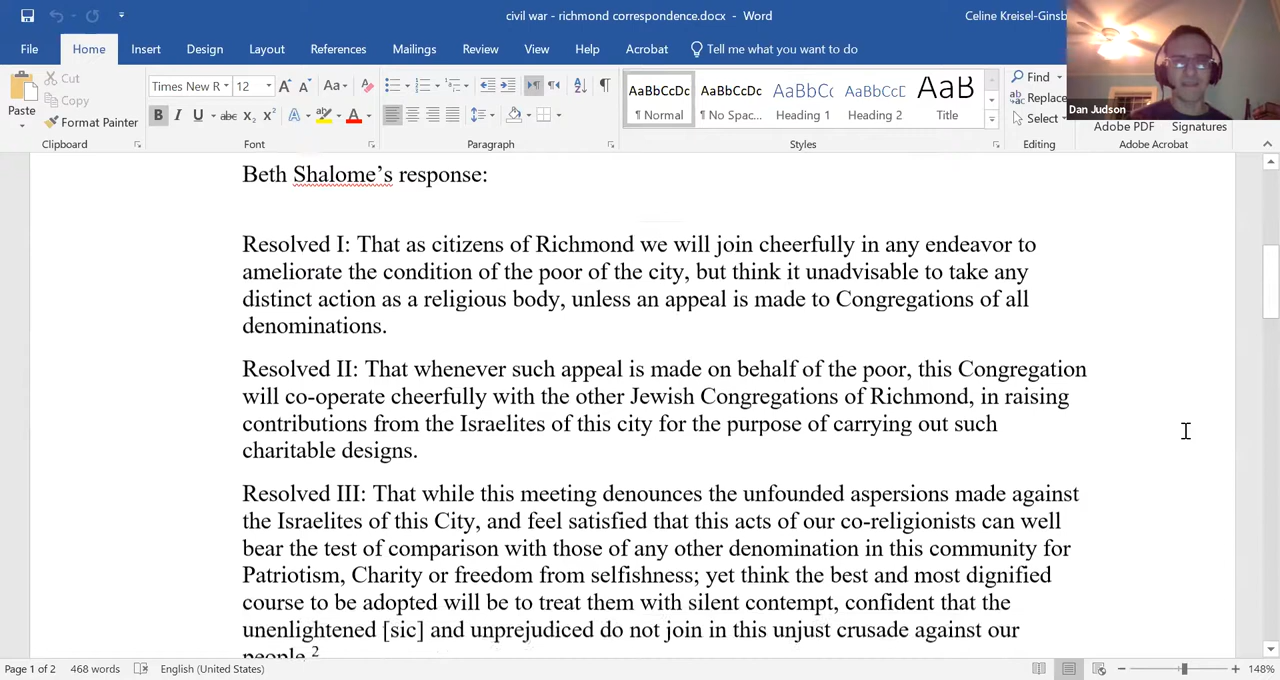 civil war - richmond correspondence.docx - Word
Celine Kreisel-Ginsb
File Home Insert Design Layout References Mailings Review View Help Acrobat Tell me what you want to do
Dan Judson
Paste
Cut
Copy
Format Painter
Times New R 12
Aa
B I U abc X₂ X² A A
AaBbCcDc AaBbCcDc AaBbCc AaBbCcD AaB
¶ Normal ¶ No Spac... Heading 1 Heading 2 Title
Find
Replace
Select
Adobe PDF Signatures
Clipboard Font Paragraph Styles Editing Adobe Acrobat
Beth Shalome’s response:
Resolved I: That as citizens of Richmond we will join cheerfully in any endeavor to
ameliorate the condition of the poor of the city, but think it unadvisable to take any
distinct action as a religious body, unless an appeal is made to Congregations of all
denominations.
Resolved II: That whenever such appeal is made on behalf of the poor, this Congregation
will co-operate cheerfully with the other Jewish Congregations of Richmond, in raising
contributions from the Israelites of this city for the purpose of carrying out such
charitable designs.
Resolved III: That while this meeting denounces the unfounded aspersions made against
the Israelites of this City, and feel satisfied that this acts of our co-religionists can well
bear the test of comparison with those of any other denomination in this community for
Patriotism, Charity or freedom from selfishness; yet think the best and most dignified
course to be adopted will be to treat them with silent contempt, confident that the
unenlightened [sic] and unprejudiced do not join in this unjust crusade against our
people.²
Page 1 of 2 468 words English (United States) 148%